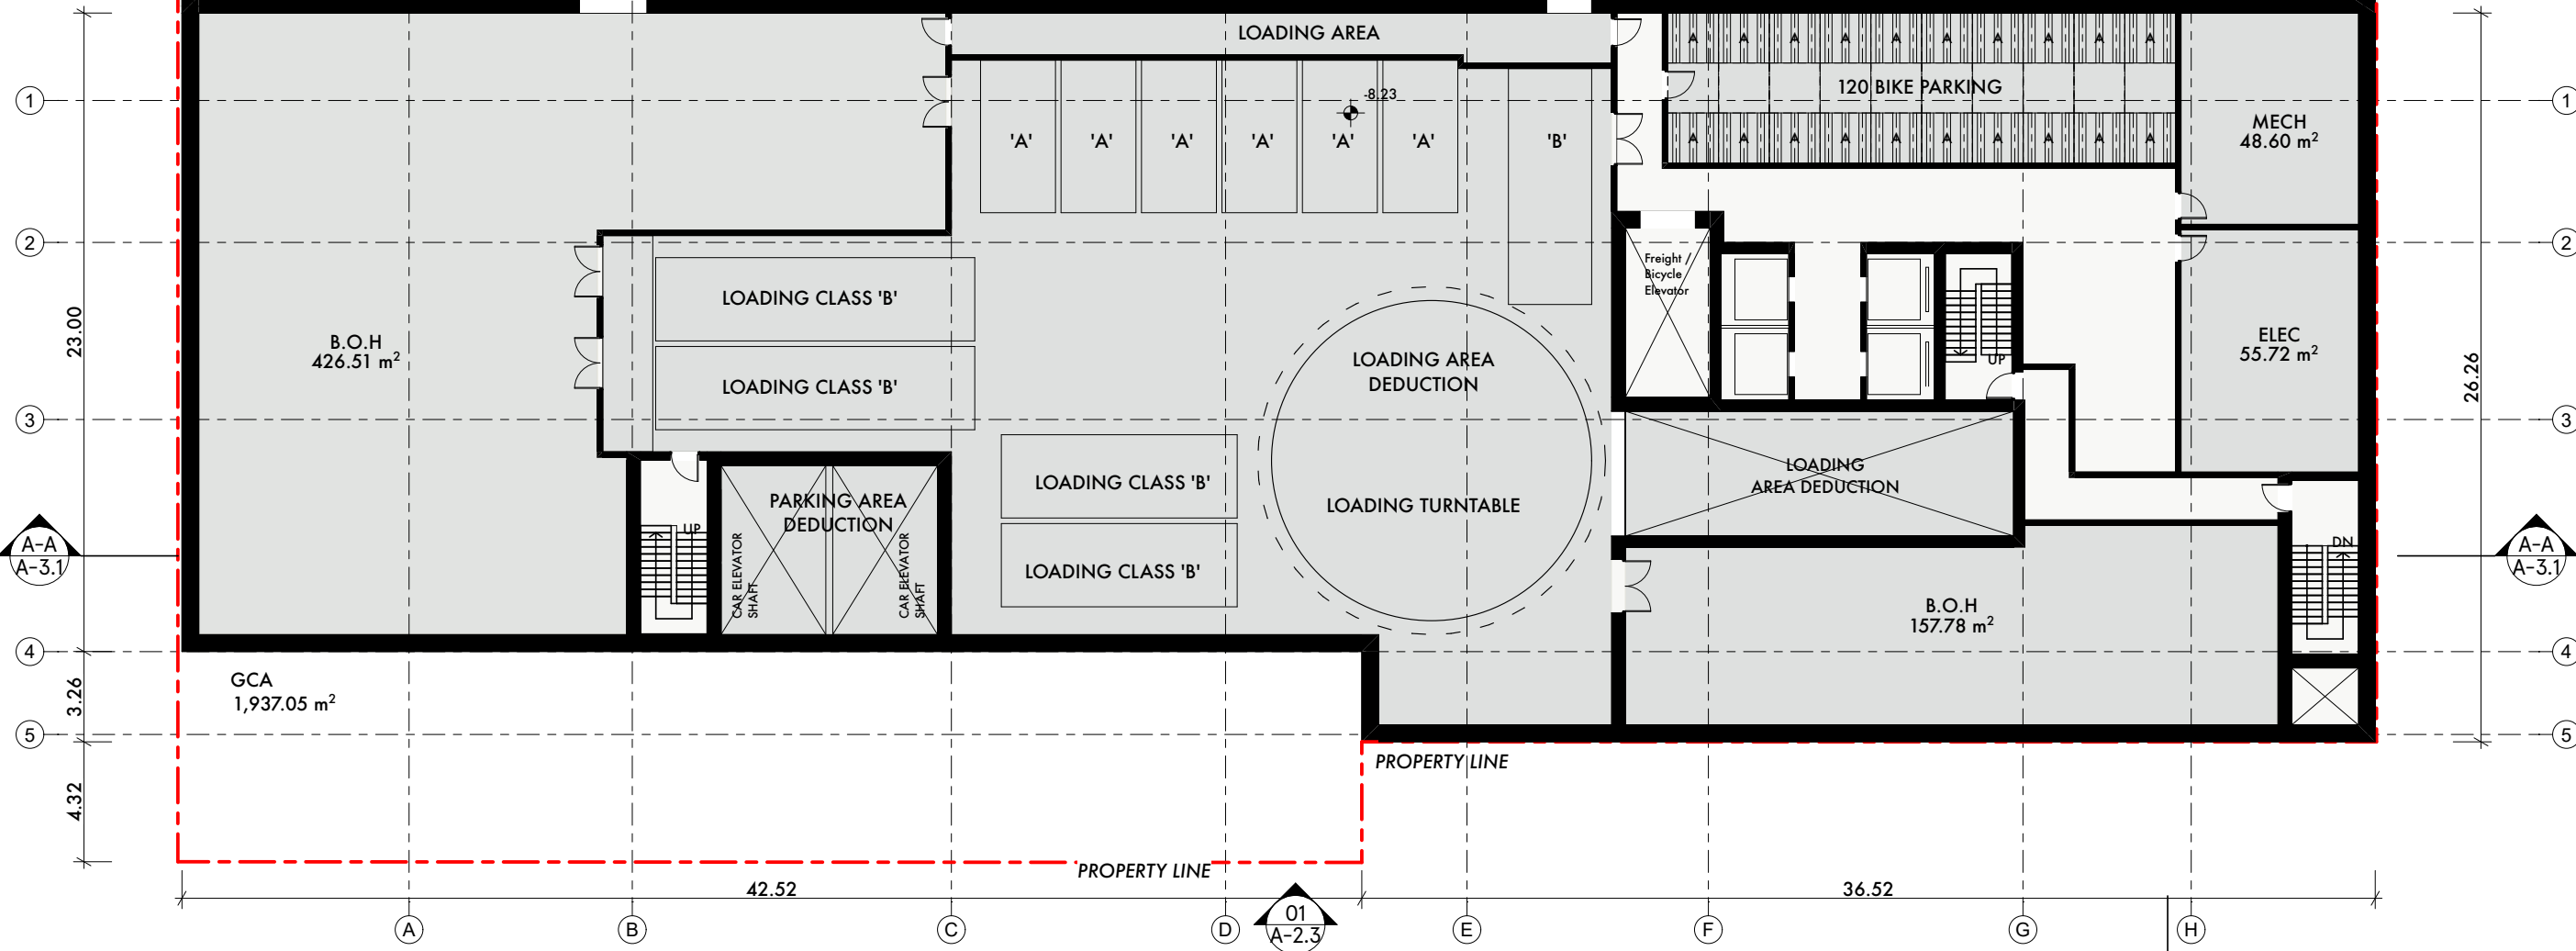 LOADING AREA
A A A A A A A A A A
120 BIKE PARKING
-8.23
1
1
MECH
48.60 m²
'A' 'A' 'A' 'A' 'A' 'A' 'B'
A A A A A A A A A A
2
2
Freight /
Bicycle
Elevator
LOADING CLASS 'B'
23.00
B.O.H
426.51 m²
ELEC
55.72 m²
LOADING AREA
DEDUCTION
UP
26.26
LOADING CLASS 'B'
3
3
LOADING
AREA DEDUCTION
LOADING CLASS 'B'
PARKING AREA
DEDUCTION
LOADING TURNTABLE
UP
CAR ELEVATOR
SHAFT
CAR ELEVATOR
SHAFT
A-A
A-3.1
DN
A-A
A-3.1
LOADING CLASS 'B'
B.O.H
157.78 m²
4
4
GCA
1,937.05 m²
3.26
5
5
PROPERTY LINE
4.32
PROPERTY LINE
42.52
36.52
01
A-2.3
A B C D E F G H